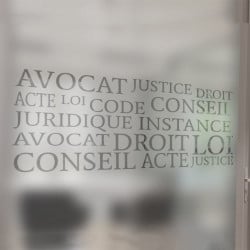 AVOCAT JUSTICE DROIT
ACTE LOI CODE CONSEIL
JURIDIQUE INSTANCE
AVOCAT DROIT LOI
CONSEIL ACTE JUSTICE